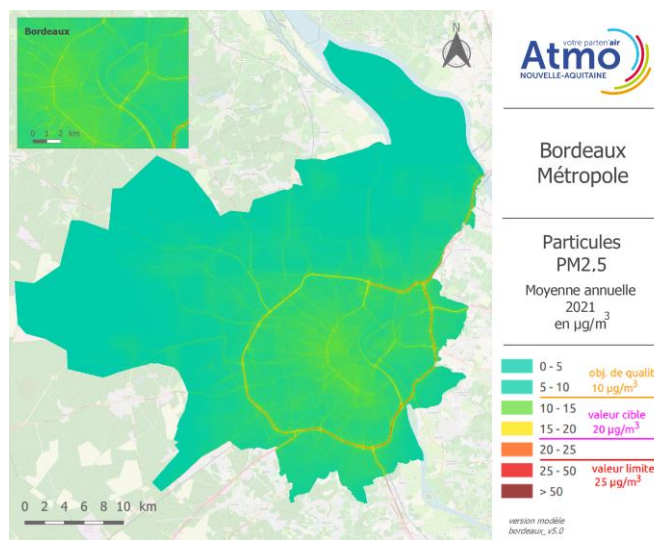 Bordeaux
0 1 2 km
N
0 2 4 6 8 10 km
votre parten'air
Atmo
NOUVELLE-AQUITAINE
Bordeaux
Métropole
Particules
PM2,5
Moyenne annuelle
2021
en µg/m³
0 - 5
5 - 10
10 - 15
15 - 20
20 - 25
25 - 50
> 50
obj. de qualit
10 µg/m³
valeur cible
20 µg/m³
valeur limite
25 µg/m³
version modèle
bordeaux_v5.0